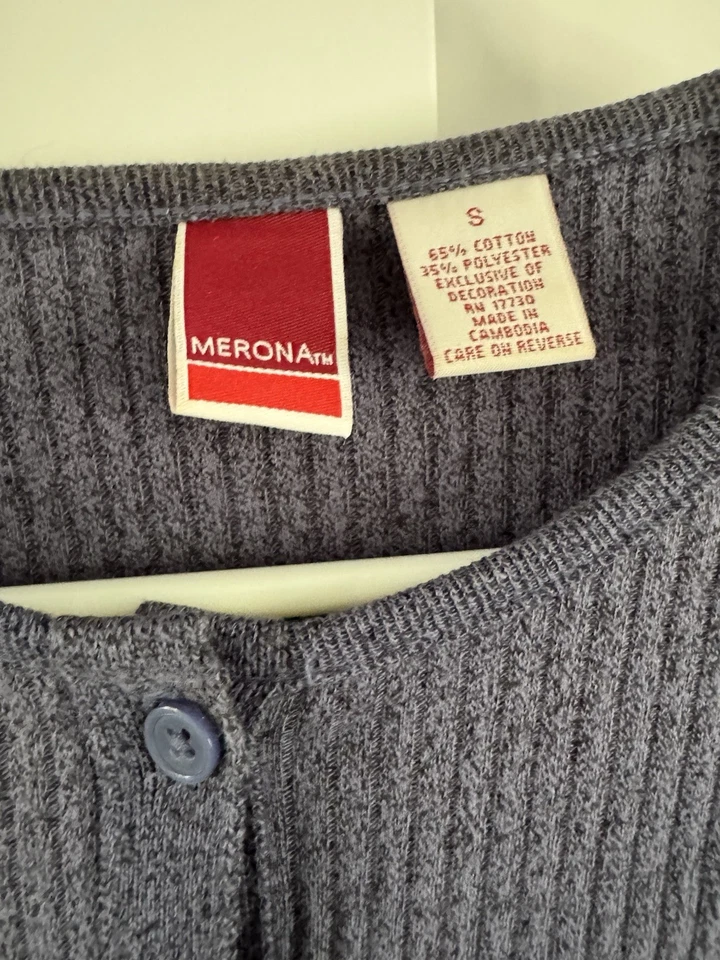 MERONA™
S
65% COTTON
35% POLYESTER
EXCLUSIVE OF
DECORATION
RN 17730
MADE IN
CAMBODIA
CARE ON REVERSE